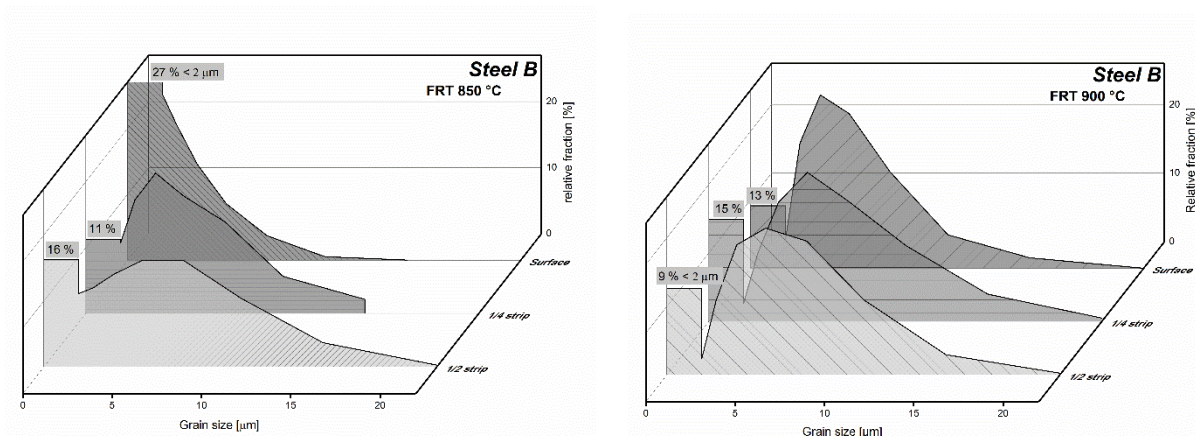 Steel B
FRT 850 °C
27 % < 2 μm
11 %
16 %
20
10
0
relative fraction [%]
Surface
1/4 strip
1/2 strip
0
5
10
15
20
Grain size [μm]
Steel B
FRT 900 °C
13 %
15 %
9 % < 2 μm
20
10
0
Relative fraction [%]
Surface
1/4 strip
1/2 strip
0
5
10
15
20
Grain size [μm]